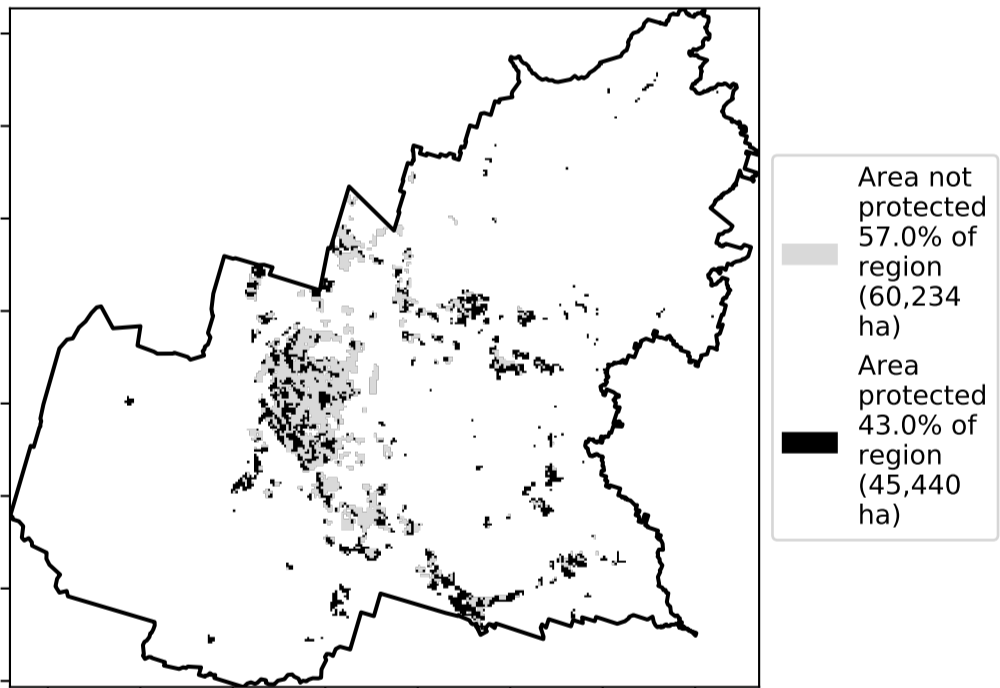 Area not
protected
57.0% of
region
(60,234
ha)
Area
protected
43.0% of
region
(45,440
ha)